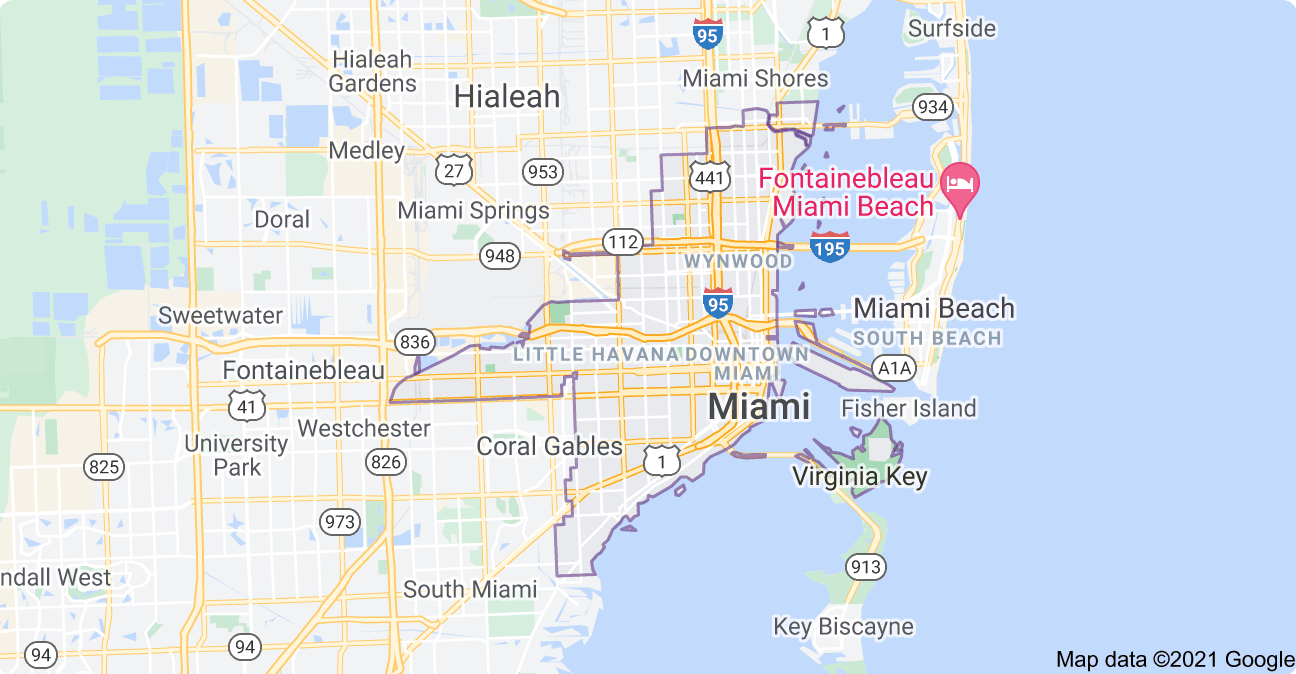 95
1
Surfside
Hialeah
Gardens
Miami Shores
Hialeah
934
Medley
27
953
441
Fontainebleau
Miami Beach
Doral
Miami Springs
112
195
948
WYNWOOD
95
Miami Beach
Sweetwater
SOUTH BEACH
836
LITTLE HAVANA
DOWNTOWN
MIAMI
A1A
Fontainebleau
41
Miami
Fisher Island
Westchester
University
Park
Coral Gables
825
826
1
Virginia Key
973
913
ndall West
South Miami
Key Biscayne
94
94
Map data ©2021 Google